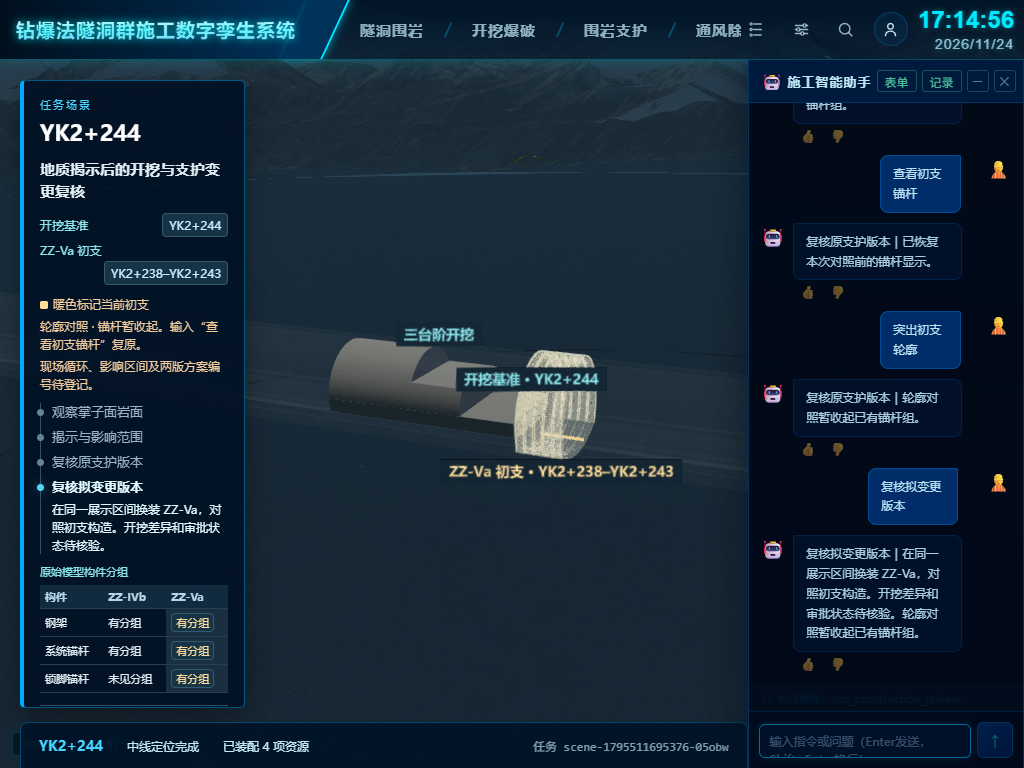 钻爆法隧洞群施工数字孪生系统
隧洞围岩 / 开挖爆破 / 围岩支护 / 通风除
17:14:56
2026/11/24
任务场景
YK2+244
地质揭示后的开挖与支护变
更复核
开挖基准 YK2+244
ZZ-Va 初支
YK2+238—YK2+243
暖色标记当前初支
轮廓对照 · 锚杆暂收起。输入“查
看初支锚杆”复原。
现场循环、影响区间及两版方案编
号待登记。
观察掌子面岩面
揭示与影响范围
复核原支护版本
复核拟变更版本
在同一展示区间换装 ZZ-Va，对
照初支构造。开挖差异和审批状
态待核验。
原始模型构件分组
构件 ZZ-IVb ZZ-Va
钢架 有分组 有分组
系统锚杆 有分组 有分组
锁脚锚杆 未见分组 有分组
三台阶开挖
开挖基准 • YK2+244
ZZ-Va 初支 • YK2+238—YK2+243
YK2+244 中线定位完成 已装配 4 项资源
任务 scene-1795511695376-05obw
施工智能助手 表单 记录
锚杆组。
查看初支
锚杆
复核原支护版本 | 已恢复
本次对照前的锚杆显示。
突出初支
轮廓
复核原支护版本 | 轮廓对
照暂收起已有锚杆组。
复核拟变更
版本
复核拟变更版本 | 在同一
展示区间换装 ZZ-Va，对
照初支构造。开挖差异和
审批状态待核验。轮廓对
照暂收起已有锚杆组。
执行操作: run_construction_review
输入指令或问题（Enter发送，